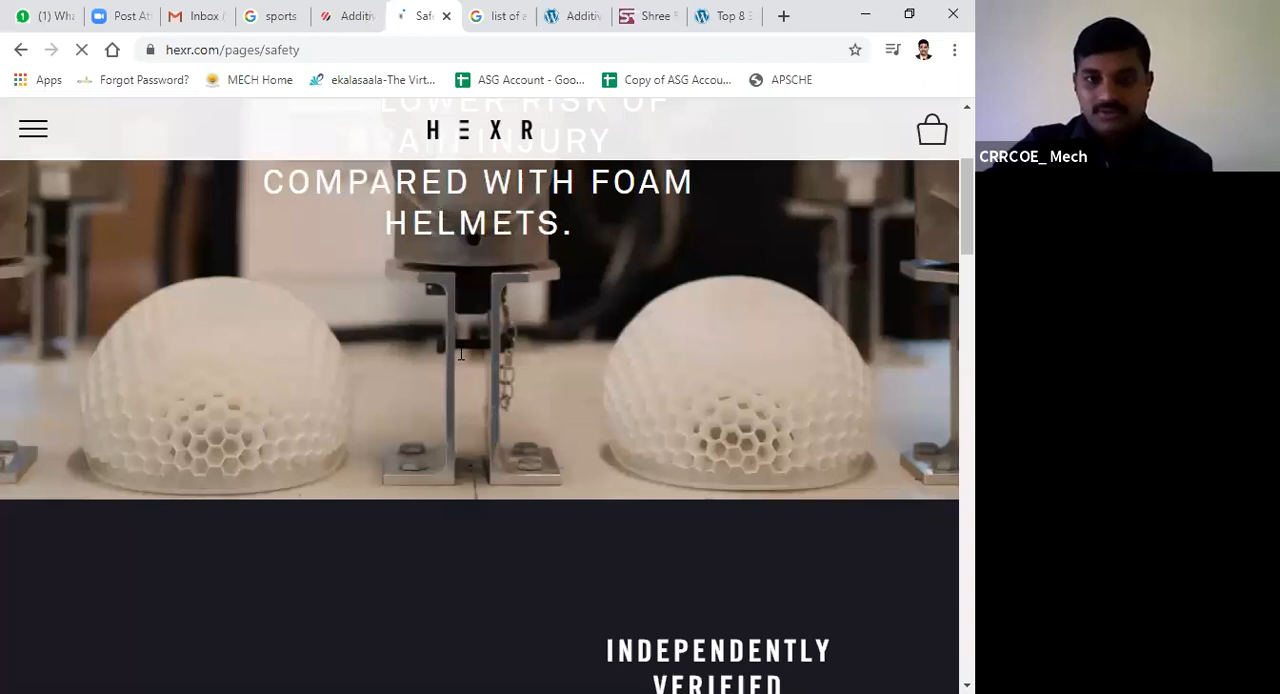 (1) Wha
Post At
Inbox (
sports
Additi
Saf
list of a
Additiv
Shree
Top 8
hexr.com/pages/safety
Apps
Forgot Password?
MECH Home
ekalasaala-The Virt...
ASG Account - Goo...
Copy of ASG Accou...
APSCHE
LOWER RISK OF
HEXR
BRAIN INJURY
COMPARED WITH FOAM
HELMETS.
INDEPENDENTLY
VERIFIED
CRRCOE_ Mech